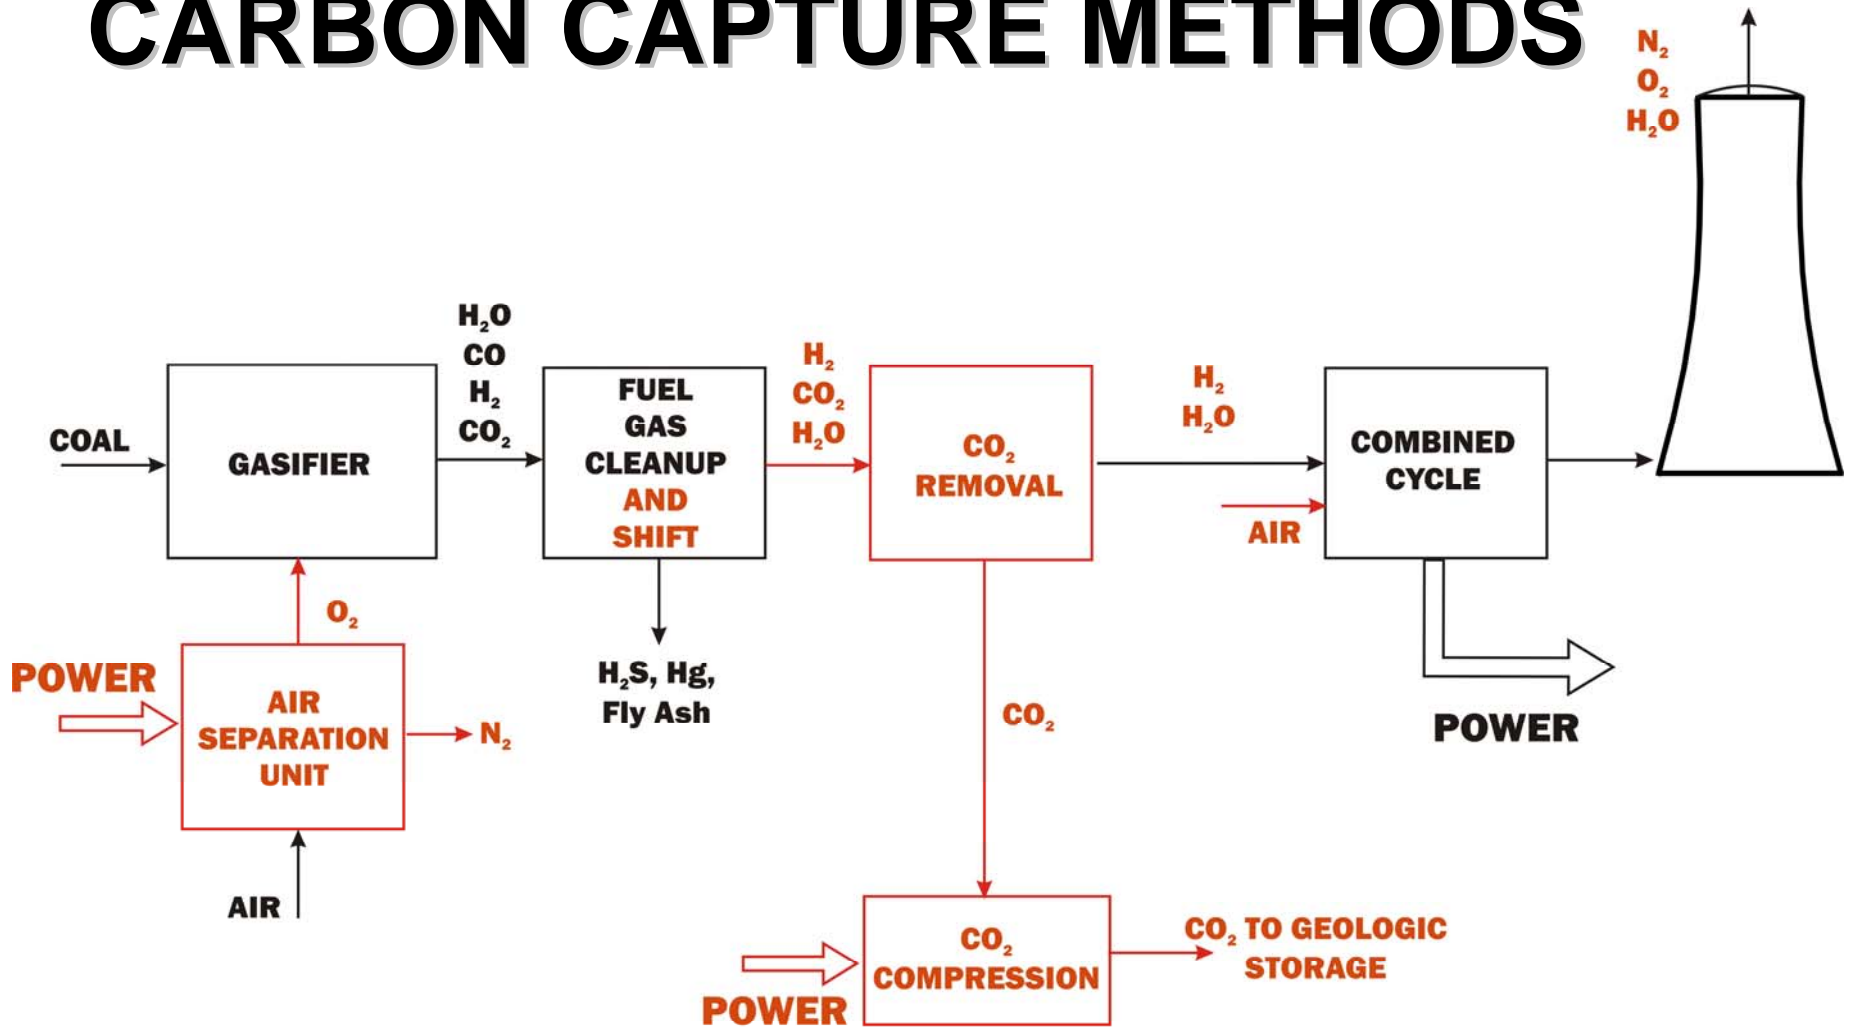 CARBON CAPTURE METHODS
N₂
O₂
H₂O
H₂O
CO
H₂
CO₂
COAL
GASIFIER
FUEL
GAS
CLEANUP
AND
SHIFT
H₂
CO₂
H₂O
CO₂
REMOVAL
H₂
H₂O
AIR
COMBINED
CYCLE
O₂
POWER
AIR
SEPARATION
UNIT
N₂
AIR
H₂S, Hg,
Fly Ash
CO₂
POWER
CO₂
COMPRESSION
POWER
CO₂ TO GEOLOGIC
STORAGE